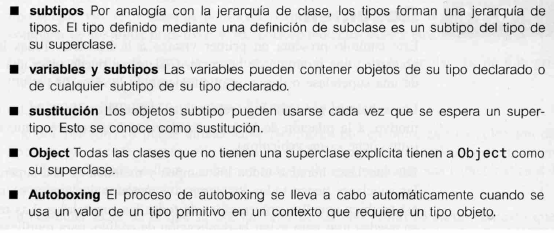 ■ subtipos Por analogía con la jerarquía de clase, los tipos forman una jerarquía de
tipos. El tipo definido mediante una definición de subclase es un subtipo del tipo de
su superclase.
■ variables y subtipos Las variables pueden contener objetos de su tipo declarado o
de cualquier subtipo de su tipo declarado.
■ sustitución Los objetos subtipo pueden usarse cada vez que se espera un super-
tipo. Esto se conoce como sustitución.
■ Object Todas las clases que no tienen una superclase explícita tienen a Object como
su superclase.
■ Autoboxing El proceso de autoboxing se lleva a cabo automáticamente cuando se
usa un valor de un tipo primitivo en un contexto que requiere un tipo objeto.